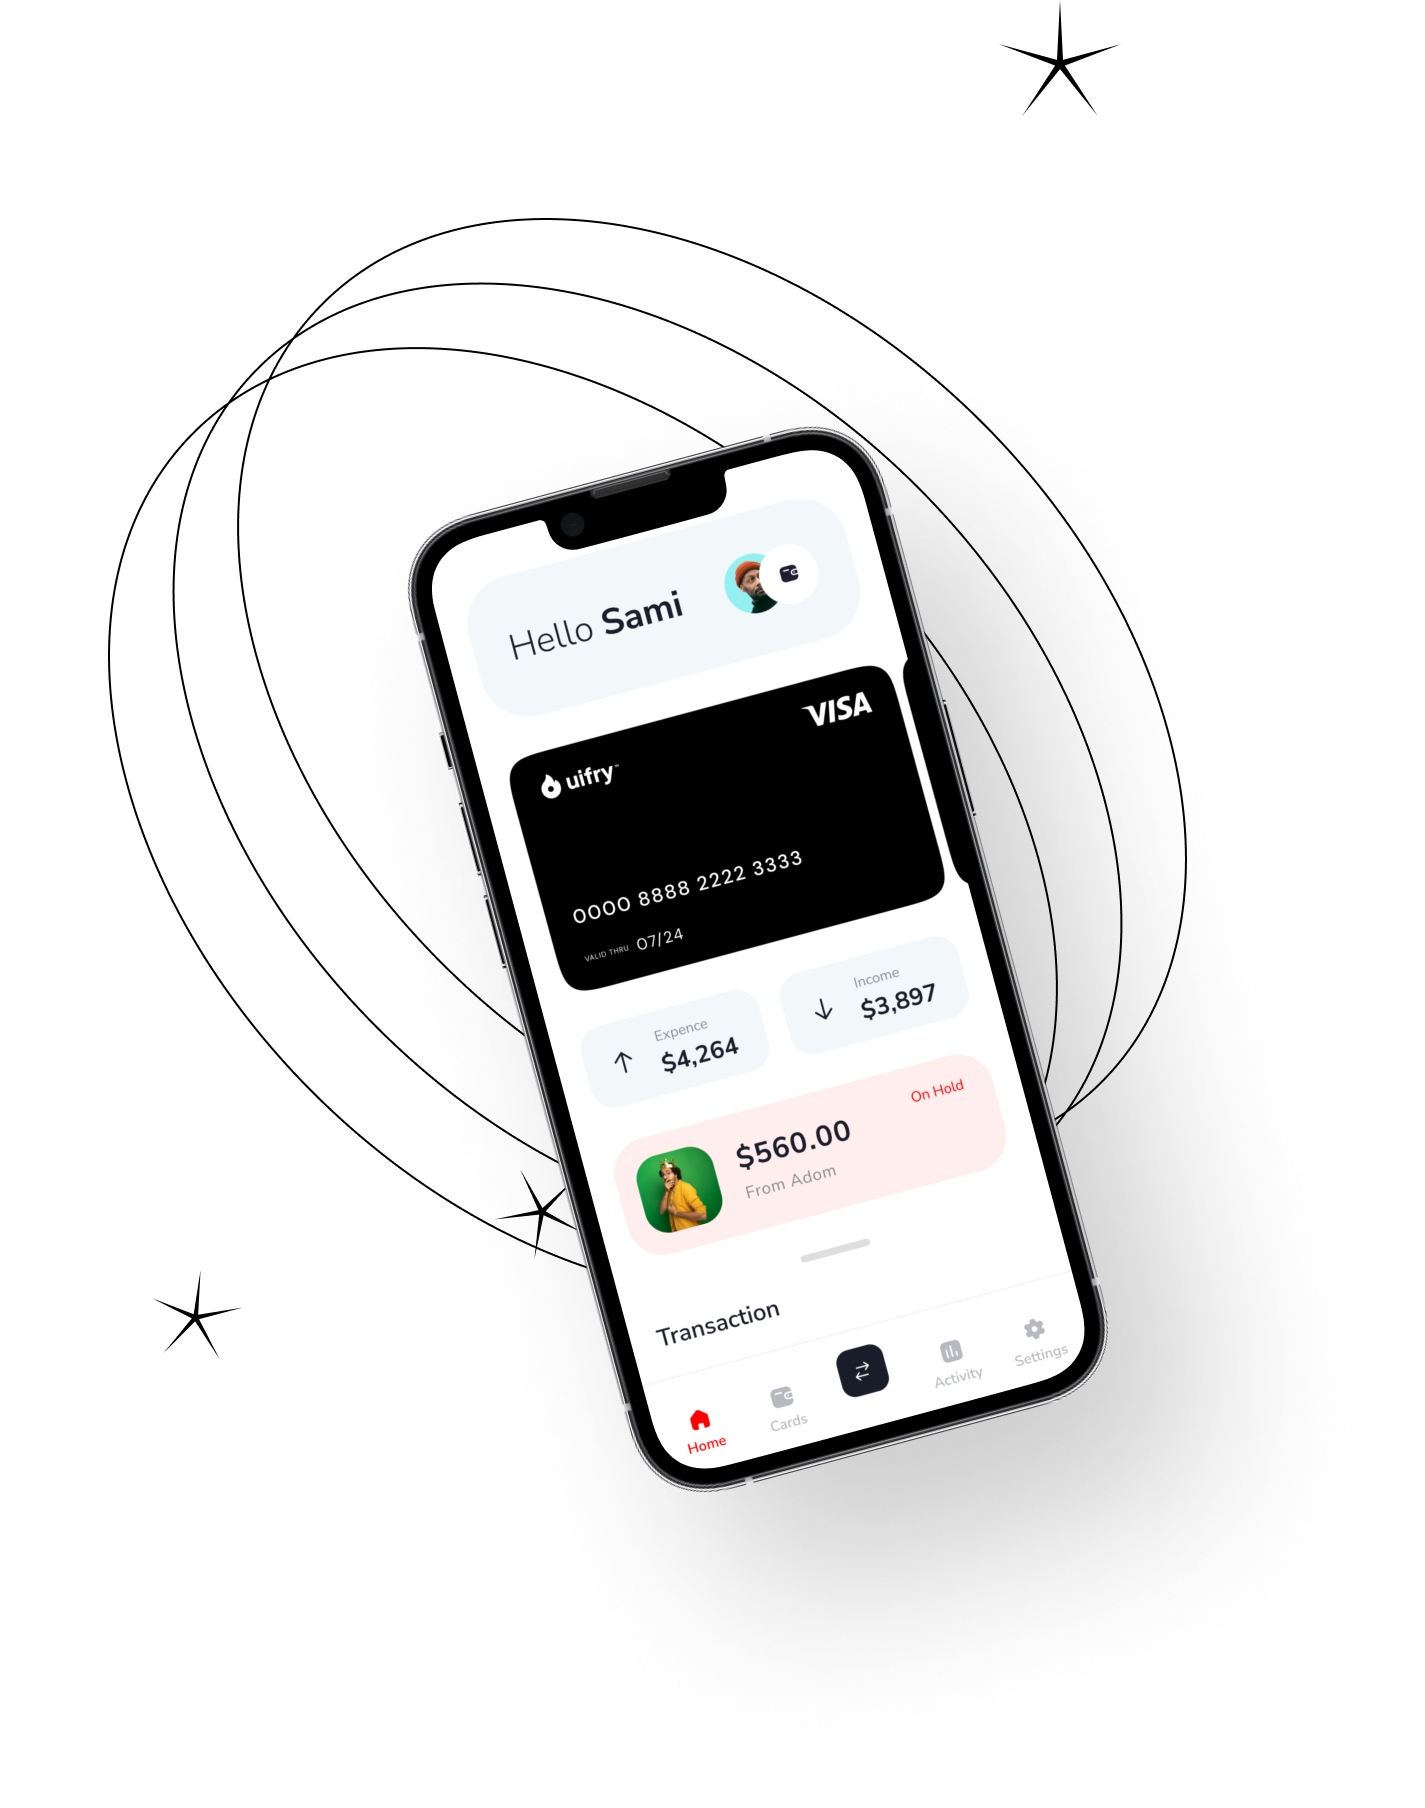 Hello Sami
VISA
uifry™
0000 8888 2222 3333
VALID THRU 07/24
Expence
$4,264
Income
$3,897
On Hold
$560.00
From Adom
Transaction
Home
Cards
Activity
Settings